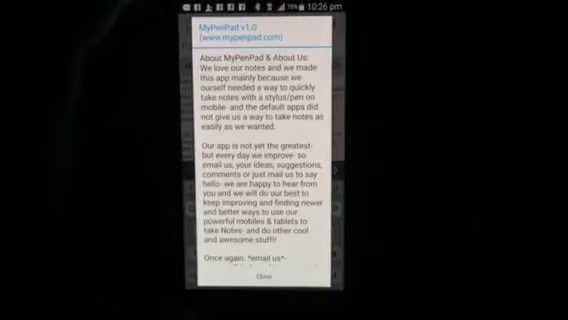 70% 10:26 pm
MyPenPad v1.0
(www.mypenpad.com)
About MyPenPad & About Us:
We love our notes and we made
this app mainly because we
ourself needed a way to quickly
take notes with a stylus/pen on
mobile- and the default apps did
not give us a way to take notes as
easily as we wanted.
Our app is not yet the greatest-
but every day we improve- so
email us, your ideas, suggestions,
comments or just mail us to say
hello- we are happy to hear from
you and we will do our best to
keep improving and finding newer
and better ways to use our
powerful mobiles & tablets to
take Notes- and do other cool
and awesome stuff!!
Once again: *email us*-
Close